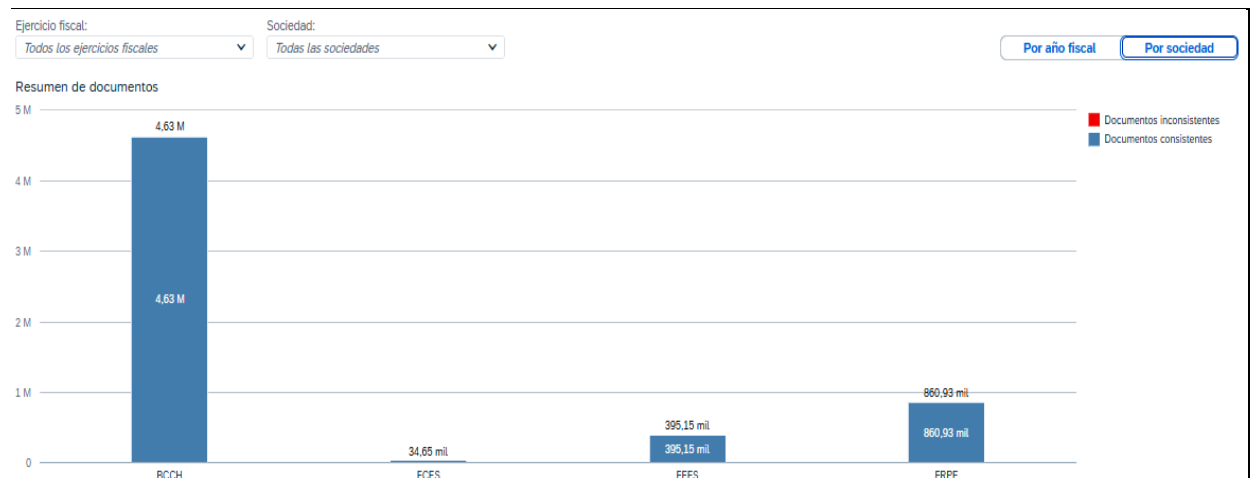 Ejercicio fiscal: Sociedad:
Todos los ejercicios fiscales Todas las sociedades Por año fiscal Por sociedad
Resumen de documentos
5 M
4,63 M Documentos inconsistentes
Documentos consistentes
4 M
3 M
4,63 M
2 M
1 M 860,93 mil
395,15 mil 860,93 mil
34,65 mil 395,15 mil
0
BCCH